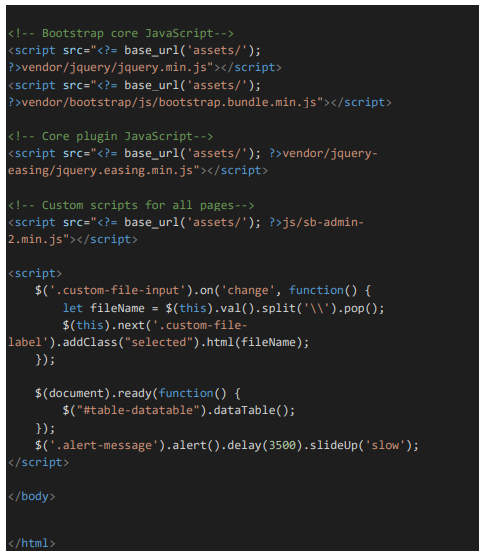 <!-- Bootstrap core JavaScript-->
<script src="<?= base_url('assets/');
?>vendor/jquery/jquery.min.js"></script>
<script src="<?= base_url('assets/');
?>vendor/bootstrap/js/bootstrap.bundle.min.js"></script>
<!-- Core plugin JavaScript-->
<script src="<?= base_url('assets/'); ?>vendor/jquery-
easing/jquery.easing.min.js"></script>
<!-- Custom scripts for all pages-->
<script src="<?= base_url('assets/'); ?>js/sb-admin-
2.min.js"></script>
<script>
$('.custom-file-input').on('change', function() {
let fileName = $(this).val().split('\\').pop();
$(this).next('.custom-file-
label').addClass("selected").html(fileName);
});
$(document).ready(function() {
$("#table-datatable").dataTable();
});
$('.alert-message').alert().delay(3500).slideUp('slow');
</script>
</body>
</html>